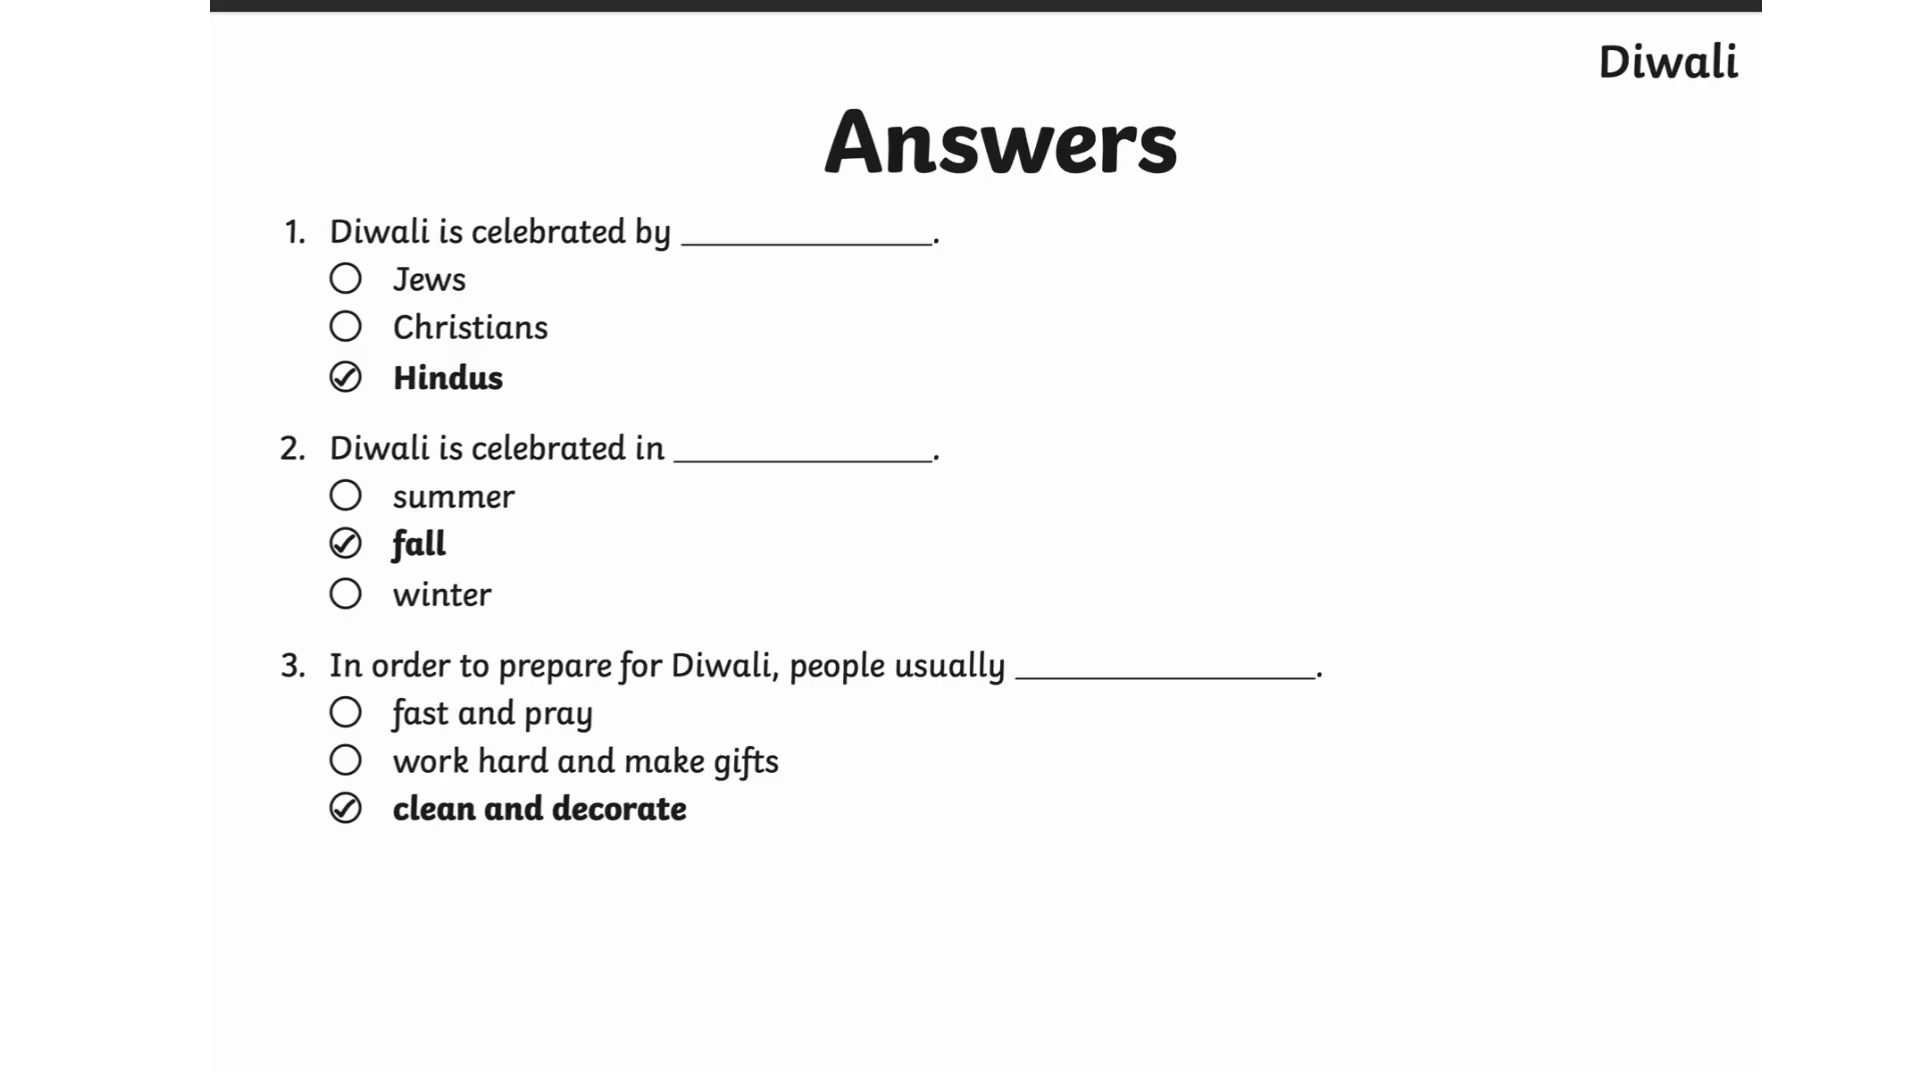 Diwali
Answers
1. Diwali is celebrated by ______________.
Jews
Christians
Hindus
2. Diwali is celebrated in ______________.
summer
fall
winter
3. In order to prepare for Diwali, people usually ________________.
fast and pray
work hard and make gifts
clean and decorate